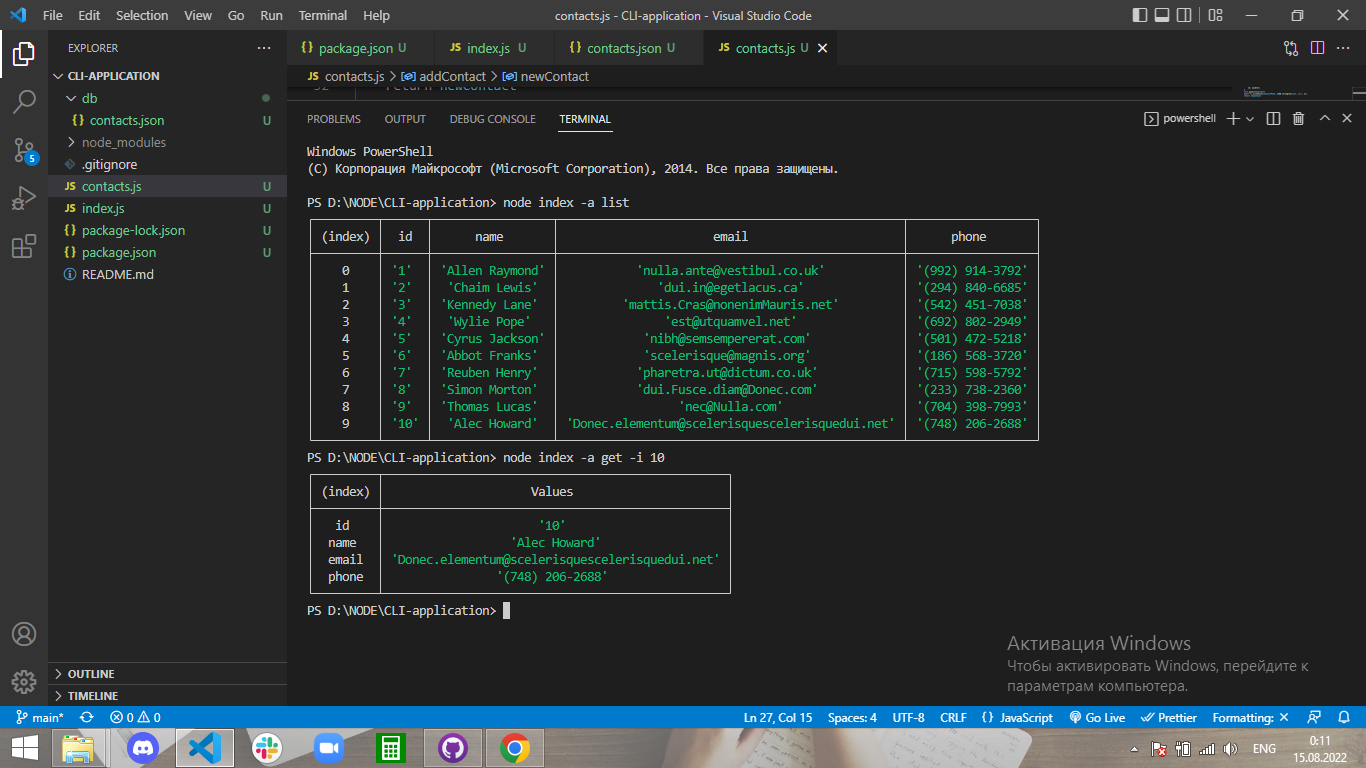 File Edit Selection View Go Run Terminal Help contacts.js - CLI-application - Visual Studio Code
EXPLORER
CLI-APPLICATION
db
contacts.json U
node_modules
.gitignore
contacts.js U
index.js U
package-lock.json U
package.json U
README.md
OUTLINE
TIMELINE
5
package.json U index.js U contacts.json U contacts.js U
contacts.js > addContact > newContact
return newContact
PROBLEMS OUTPUT DEBUG CONSOLE TERMINAL powershell
Windows PowerShell
(C) Корпорация Майкрософт (Microsoft Corporation), 2014. Все права защищены.
PS D:\NODE\CLI-application> node index -a list
(index) id name email phone
0 '1' 'Allen Raymond' 'nulla.ante@vestibul.co.uk' '(992) 914-3792'
1 '2' 'Chaim Lewis' 'dui.in@egetlacus.ca' '(294) 840-6685'
2 '3' 'Kennedy Lane' 'mattis.Cras@nonenimMauris.net' '(542) 451-7038'
3 '4' 'Wylie Pope' 'est@utquamvel.net' '(692) 802-2949'
4 '5' 'Cyrus Jackson' 'nibh@semsempererat.com' '(501) 472-5218'
5 '6' 'Abbot Franks' 'scelerisque@magnis.org' '(186) 568-3720'
6 '7' 'Reuben Henry' 'pharetra.ut@dictum.co.uk' '(715) 598-5792'
7 '8' 'Simon Morton' 'dui.Fusce.diam@Donec.com' '(233) 738-2360'
8 '9' 'Thomas Lucas' 'nec@Nulla.com' '(704) 398-7993'
9 '10' 'Alec Howard' 'Donec.elementum@scelerisquescelerisquedui.net' '(748) 206-2688'
PS D:\NODE\CLI-application> node index -a get -i 10
(index) Values
id '10'
name 'Alec Howard'
email 'Donec.elementum@scelerisquescelerisquedui.net'
phone '(748) 206-2688'
PS D:\NODE\CLI-application>
Активация Windows
Чтобы активировать Windows, перейдите к
параметрам компьютера.
main* 0 0 Ln 27, Col 15 Spaces: 4 UTF-8 CRLF { } JavaScript Go Live Prettier Formatting: ×
ENG
0:11
15.08.2022